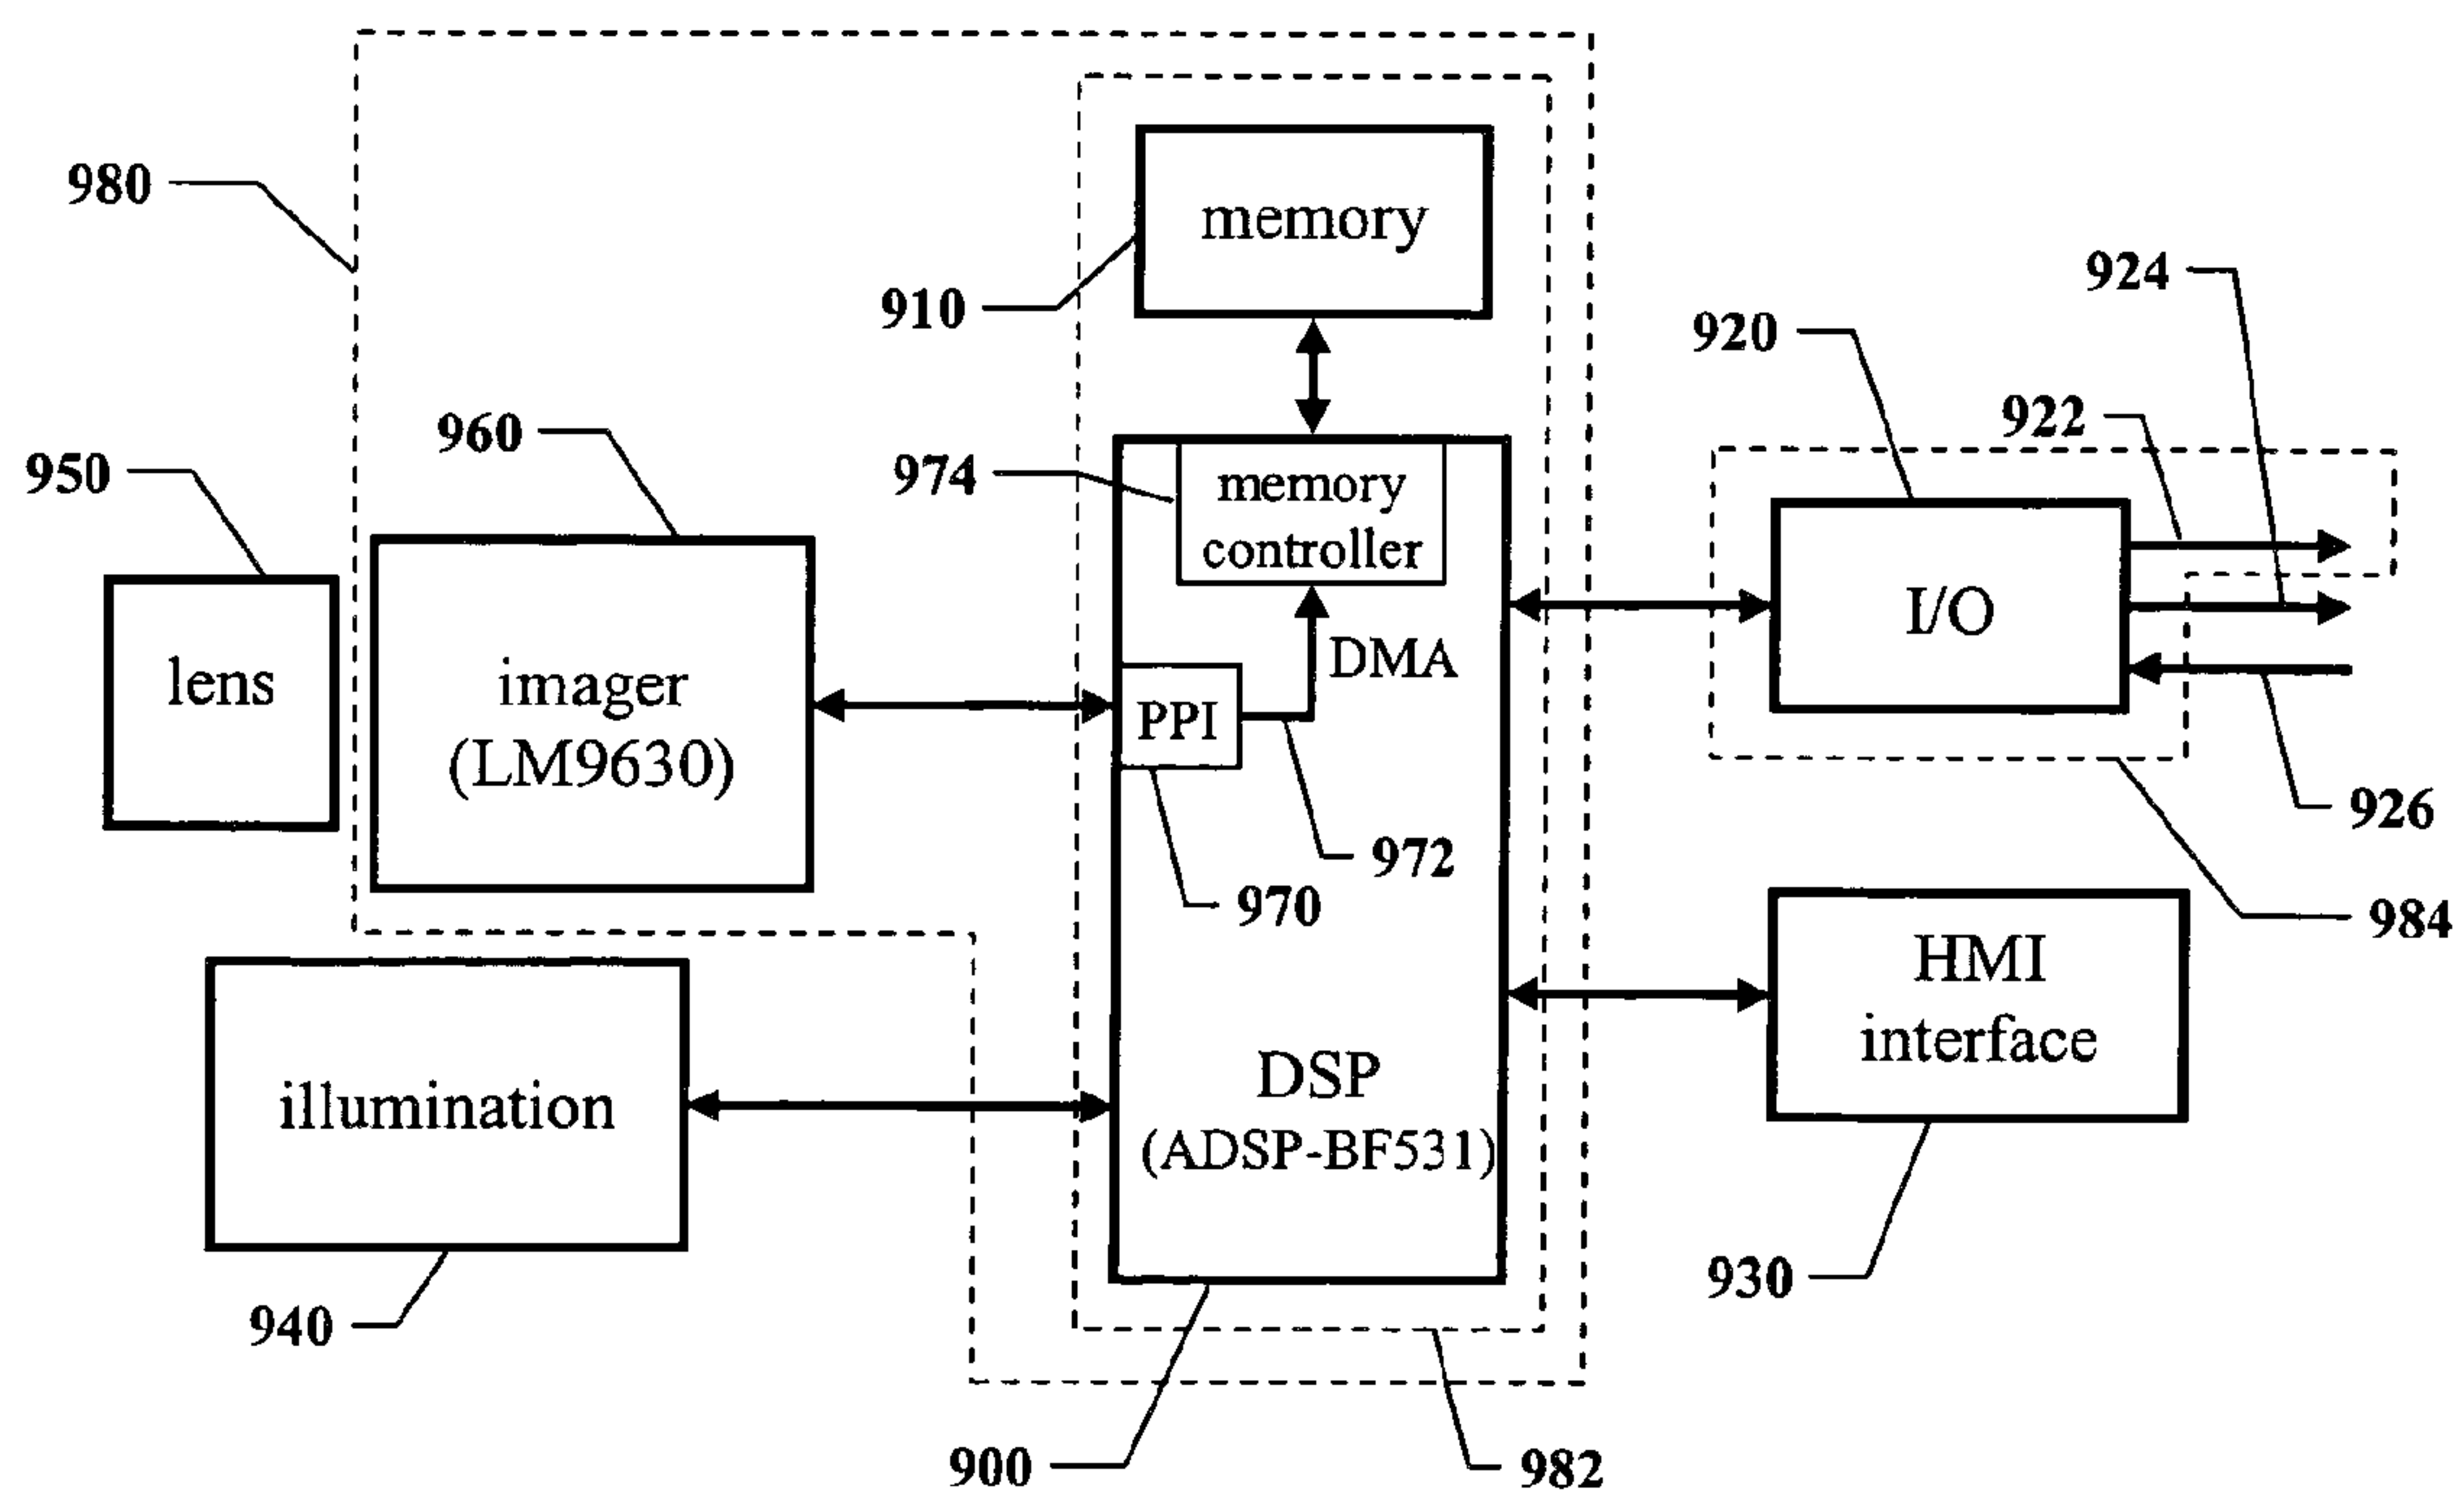 980
memory
910
924
920
922
960
950
974
memory
controller
I/O
DMA
lens
imager
(LM9630)
PPI
926
972
970
984
HMI
interface
illumination
DSP
(ADSP-BF531)
930
940
900
982